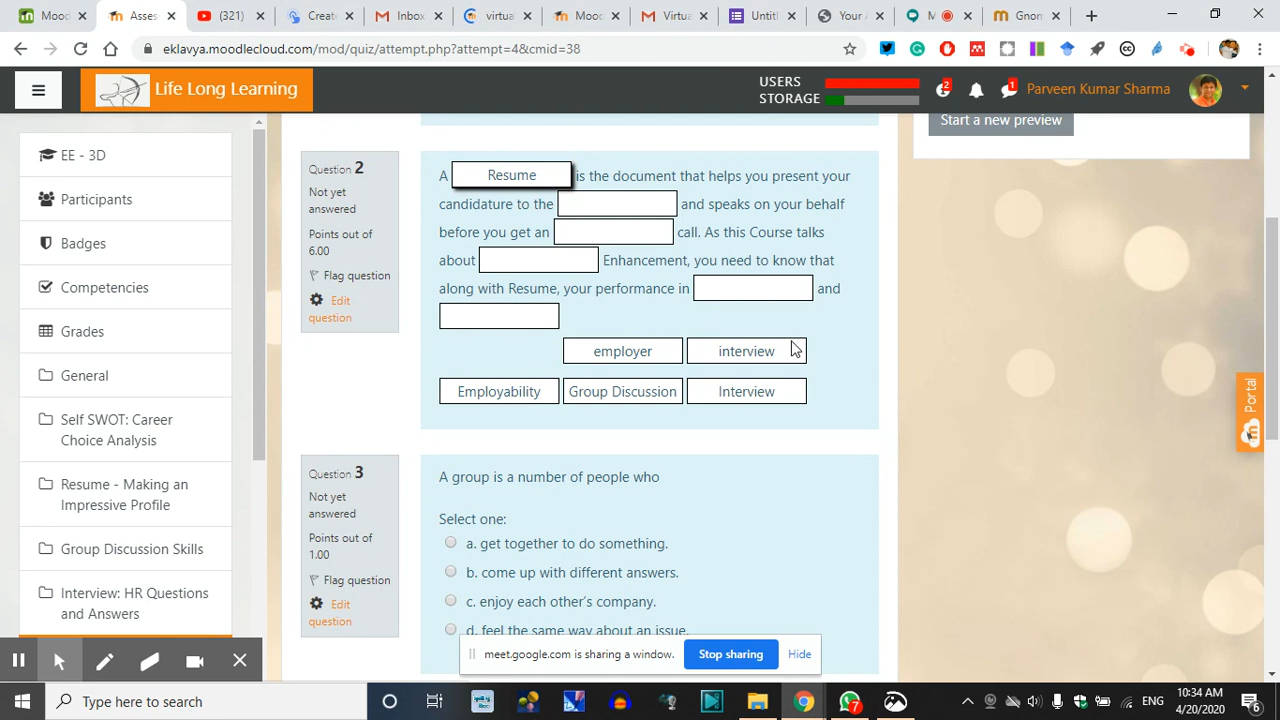 Mood
Asses
(321)
Create
Inbox
virtua
Mood
Virtua
Untitl
Your A
M
Gnom
eklavya.moodlecloud.com/mod/quiz/attempt.php?attempt=4&cmid=38
Life Long Learning
USERS
STORAGE
2
1
Parveen Kumar Sharma
EE - 3D
Participants
Badges
Competencies
Grades
General
Self SWOT: Career
Choice Analysis
Resume - Making an
Impressive Profile
Group Discussion Skills
Interview: HR Questions
and Answers
Start a new preview
Question 2
Not yet
answered
Points out of
6.00
Flag question
Edit
question
A Resume is the document that helps you present your
candidature to the and speaks on your behalf
before you get an call. As this Course talks
about Enhancement, you need to know that
along with Resume, your performance in and
employer interview
Employability Group Discussion Interview
Question 3
Not yet
answered
Points out of
1.00
Flag question
Edit
question
A group is a number of people who
Select one:
a. get together to do something.
b. come up with different answers.
c. enjoy each other's company.
d. feel the same way about an issue.
Portal
meet.google.com is sharing a window.
Stop sharing
Hide
Type here to search
7
ENG
10:34 AM
4/20/2020
6